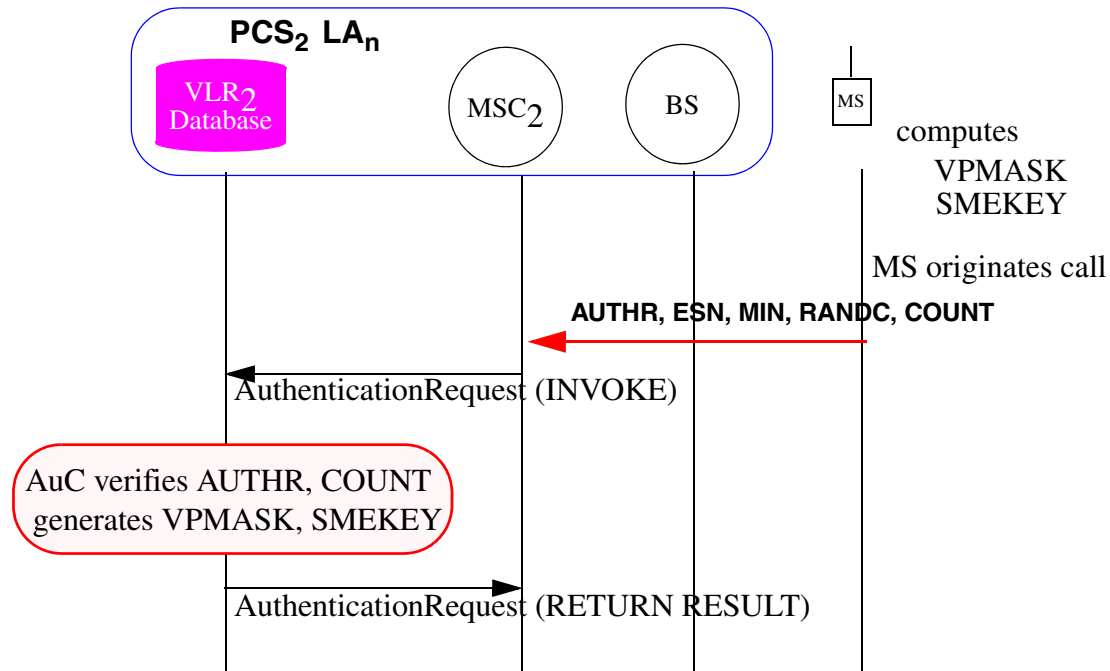 PCS2 LAn
VLR2
Database
MSC2
BS
MS
computes
VPMASK
SMEKEY
MS originates call
AUTHR, ESN, MIN, RANDC, COUNT
AuthenticationRequest (INVOKE)
AuC verifies AUTHR, COUNT
generates VPMASK, SMEKEY
AuthenticationRequest (RETURN RESULT)